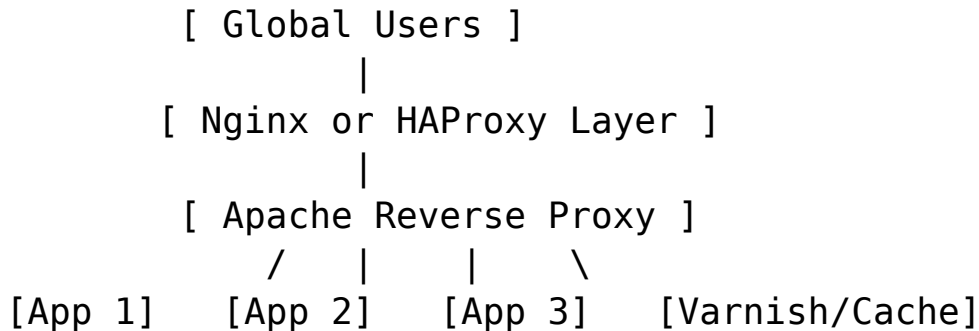 [ Global Users ]
|
[ Nginx or HAProxy Layer ]
|
[ Apache Reverse Proxy ]
/ | | \
[App 1] [App 2] [App 3] [Varnish/Cache]